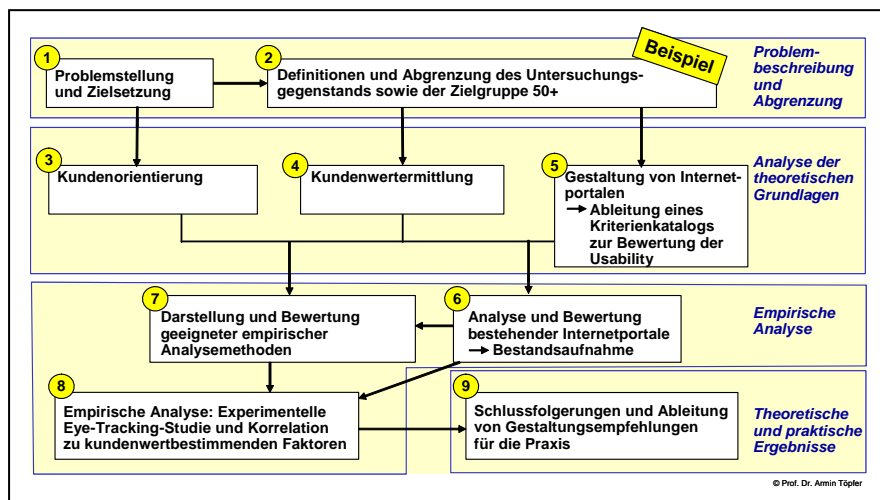 1
Problemstellung
und Zielsetzung
2
Definitionen und Abgrenzung des Untersuchungs-
gegenstands sowie der Zielgruppe 50+
Beispiel
Problem-
beschreibung
und
Abgrenzung
3
Kundenorientierung
4
Kundenwertermittlung
5
Gestaltung von Internet-
portalen
Ableitung eines
Kriterienkatalogs
zur Bewertung der
Usability
Analyse der
theoretischen
Grundlagen
7
Darstellung und Bewertung
geeigneter empirischer
Analysemethoden
6
Analyse und Bewertung
bestehender Internetportale
Bestandsaufnahme
Empirische
Analyse
8
Empirische Analyse: Experimentelle
Eye-Tracking-Studie und Korrelation
zu kundenwertbestimmenden Faktoren
9
Schlussfolgerungen und Ableitung
von Gestaltungsempfehlungen
für die Praxis
Theoretische
und praktische
Ergebnisse
© Prof. Dr. Armin Töpfer